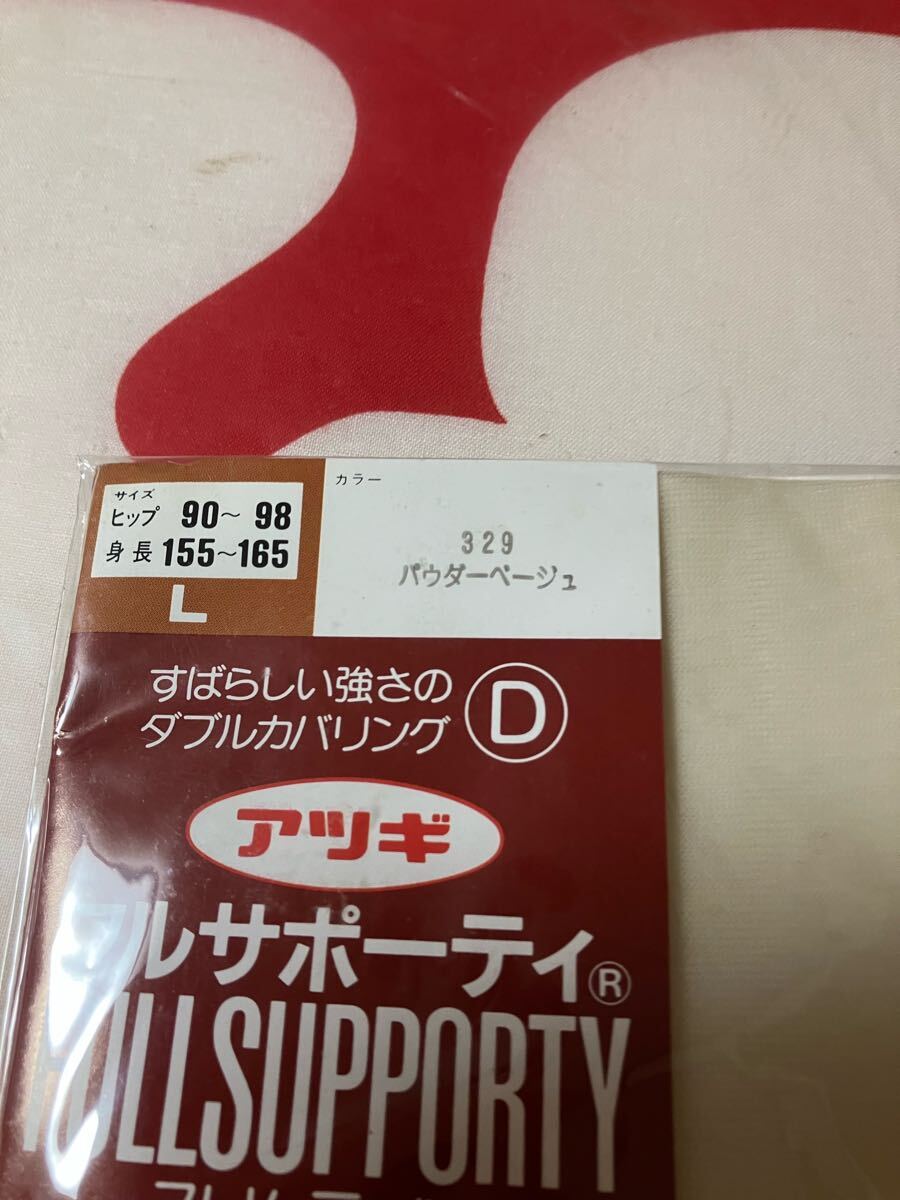 サイズ
ヒップ 90～98
身長 155～165
L
カラー
329
パウダーベージュ
すばらしい強さの
ダブルカバリング
D
アツギ
フルサポーティ®
FULLSUPPORTY